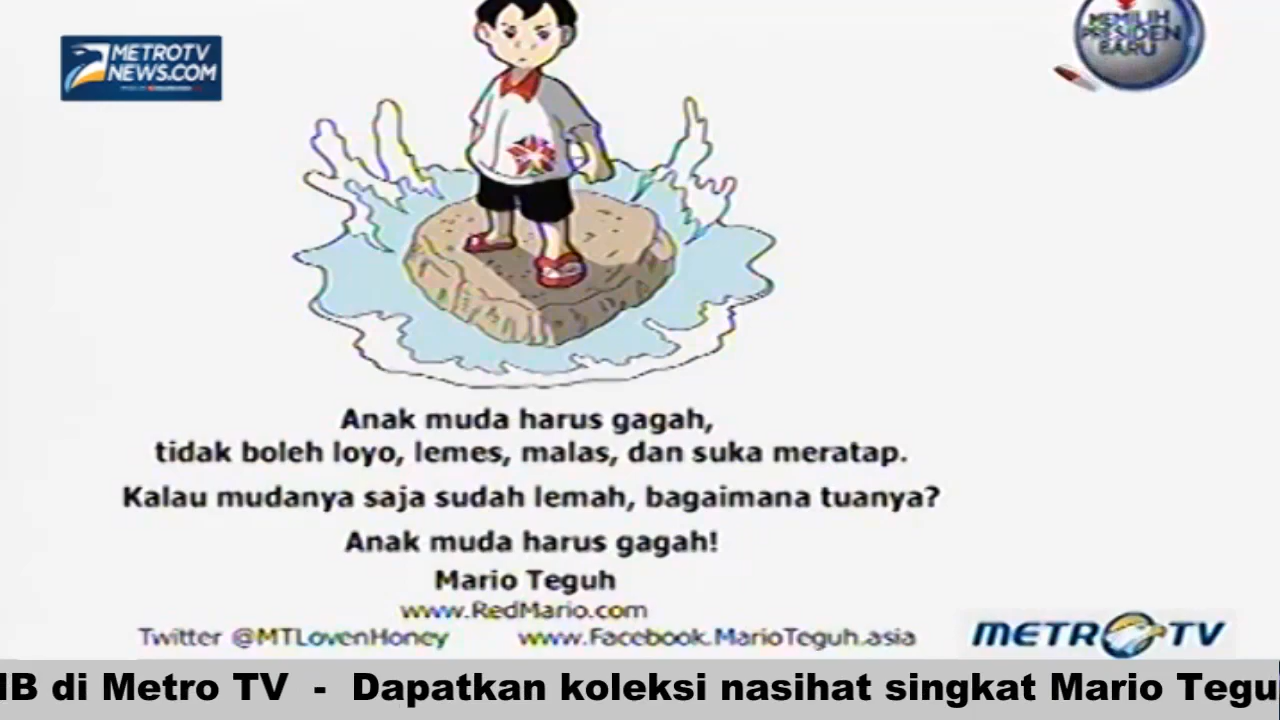 METROTV
NEWS.COM
MEMILIH
PRESIDEN
BARU
Anak muda harus gagah,
tidak boleh loyo, lemes, malas, dan suka meratap.
Kalau mudanya saja sudah lemah, bagaimana tuanya?
Anak muda harus gagah!
Mario Teguh
www.RedMario.com
Twitter @MTLovenHoney www.Facebook.MarioTeguh.asia
METRO TV
IB di Metro TV - Dapatkan koleksi nasihat singkat Mario Tegu